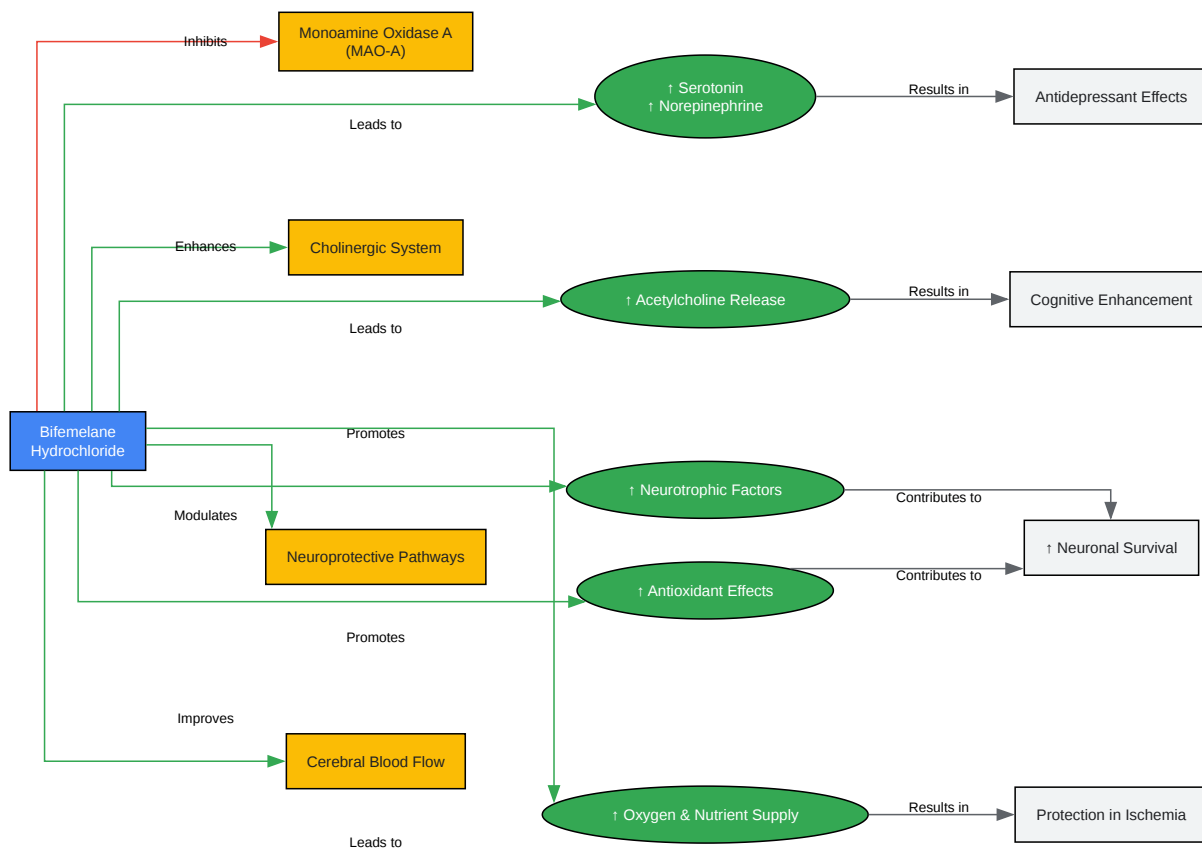 Monoamine Oxidase A
(MAO-A)
Inhibits
↑ Serotonin
↑ Norepinephrine
Results in
Antidepressant Effects
Leads to
Enhances
Cholinergic System
↑ Acetylcholine Release
Results in
Cognitive Enhancement
Leads to
Bifemelane
Hydrochloride
Promotes
↑ Neurotrophic Factors
Contributes to
Modulates
Neuroprotective Pathways
↑ Neuronal Survival
↑ Antioxidant Effects
Contributes to
Promotes
Improves
Cerebral Blood Flow
↑ Oxygen & Nutrient Supply
Results in
Protection in Ischemia
Leads to